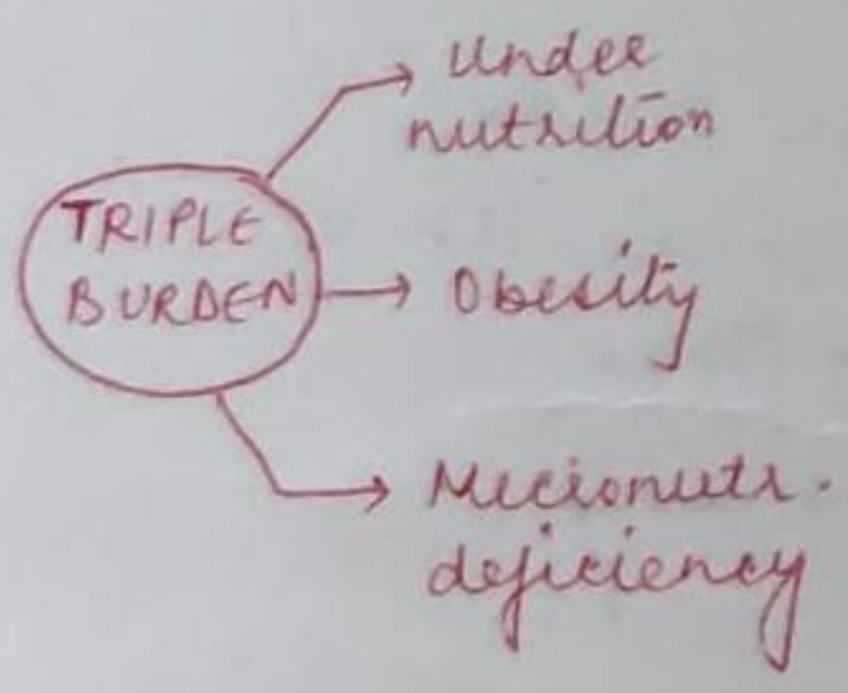 TRIPLE
BURDEN
Under
nutrition
Obesity
Micronutr.
deficiency